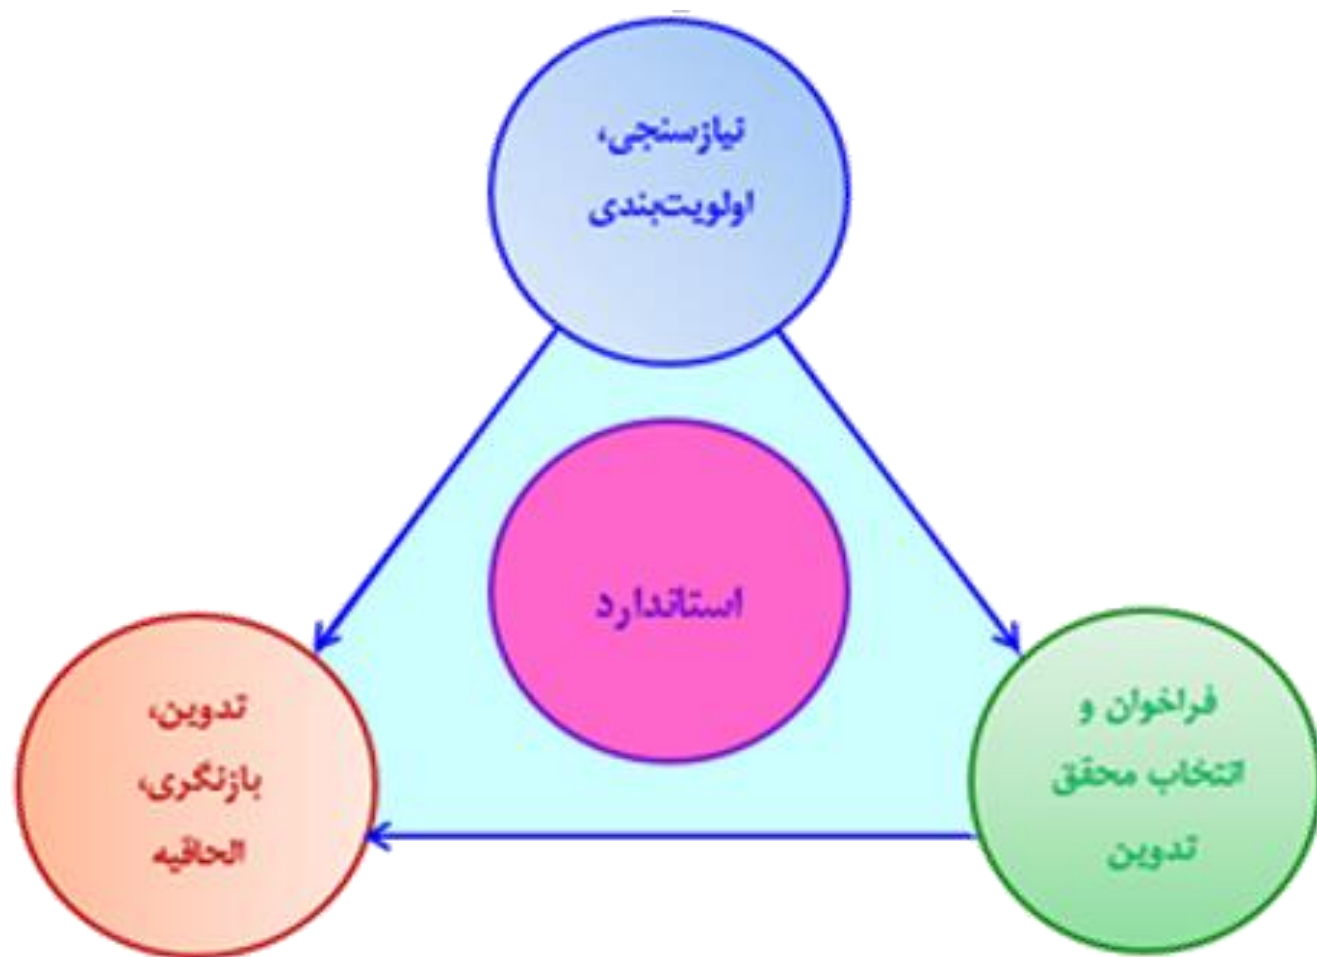 نیازسنجی،
اولویت‌بندی
استاندارد
فراخوان و
انتخاب محقق
تدوین
تدوین،
بازنگری،
الحاقیه